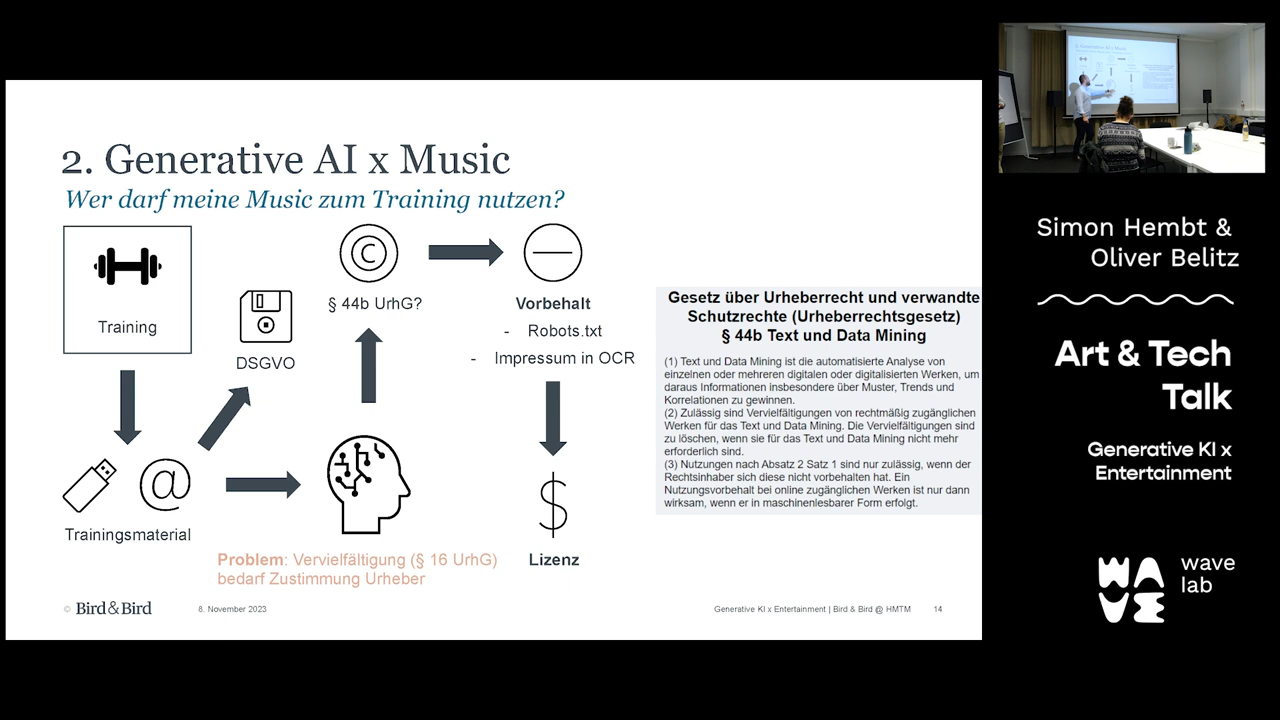 2. Generative AI x Music
Wer darf meine Music zum Training nutzen?
Training
DSGVO
§ 44b UrhG?
Vorbehalt
- Robots.txt
- Impressum in OCR
Trainingsmaterial
Problem: Vervielfältigung (§ 16 UrhG)
bedarf Zustimmung Urheber
Lizenz
Gesetz über Urheberrecht und verwandte
Schutzrechte (Urheberrechtsgesetz)
§ 44b Text und Data Mining
(1) Text und Data Mining ist die automatisierte Analyse von
einzelnen oder mehreren digitalen oder digitalisierten Werken, um
daraus Informationen insbesondere über Muster, Trends und
Korrelationen zu gewinnen.
(2) Zulässig sind Vervielfältigungen von rechtmäßig zugänglichen
Werken für das Text und Data Mining. Die Vervielfältigungen sind
zu löschen, wenn sie für das Text und Data Mining nicht mehr
erforderlich sind.
(3) Nutzungen nach Absatz 2 Satz 1 sind nur zulässig, wenn der
Rechtsinhaber sich diese nicht vorbehalten hat. Ein
Nutzungsvorbehalt bei online zugänglichen Werken ist nur dann
wirksam, wenn er in maschinenlesbarer Form erfolgt.
© Bird & Bird
8. November 2023
Generative KI x Entertainment | Bird & Bird @ HMTM
14
Simon Hembt &
Oliver Belitz
Art & Tech
Talk
Generative KI x
Entertainment
WAVE
wave
lab